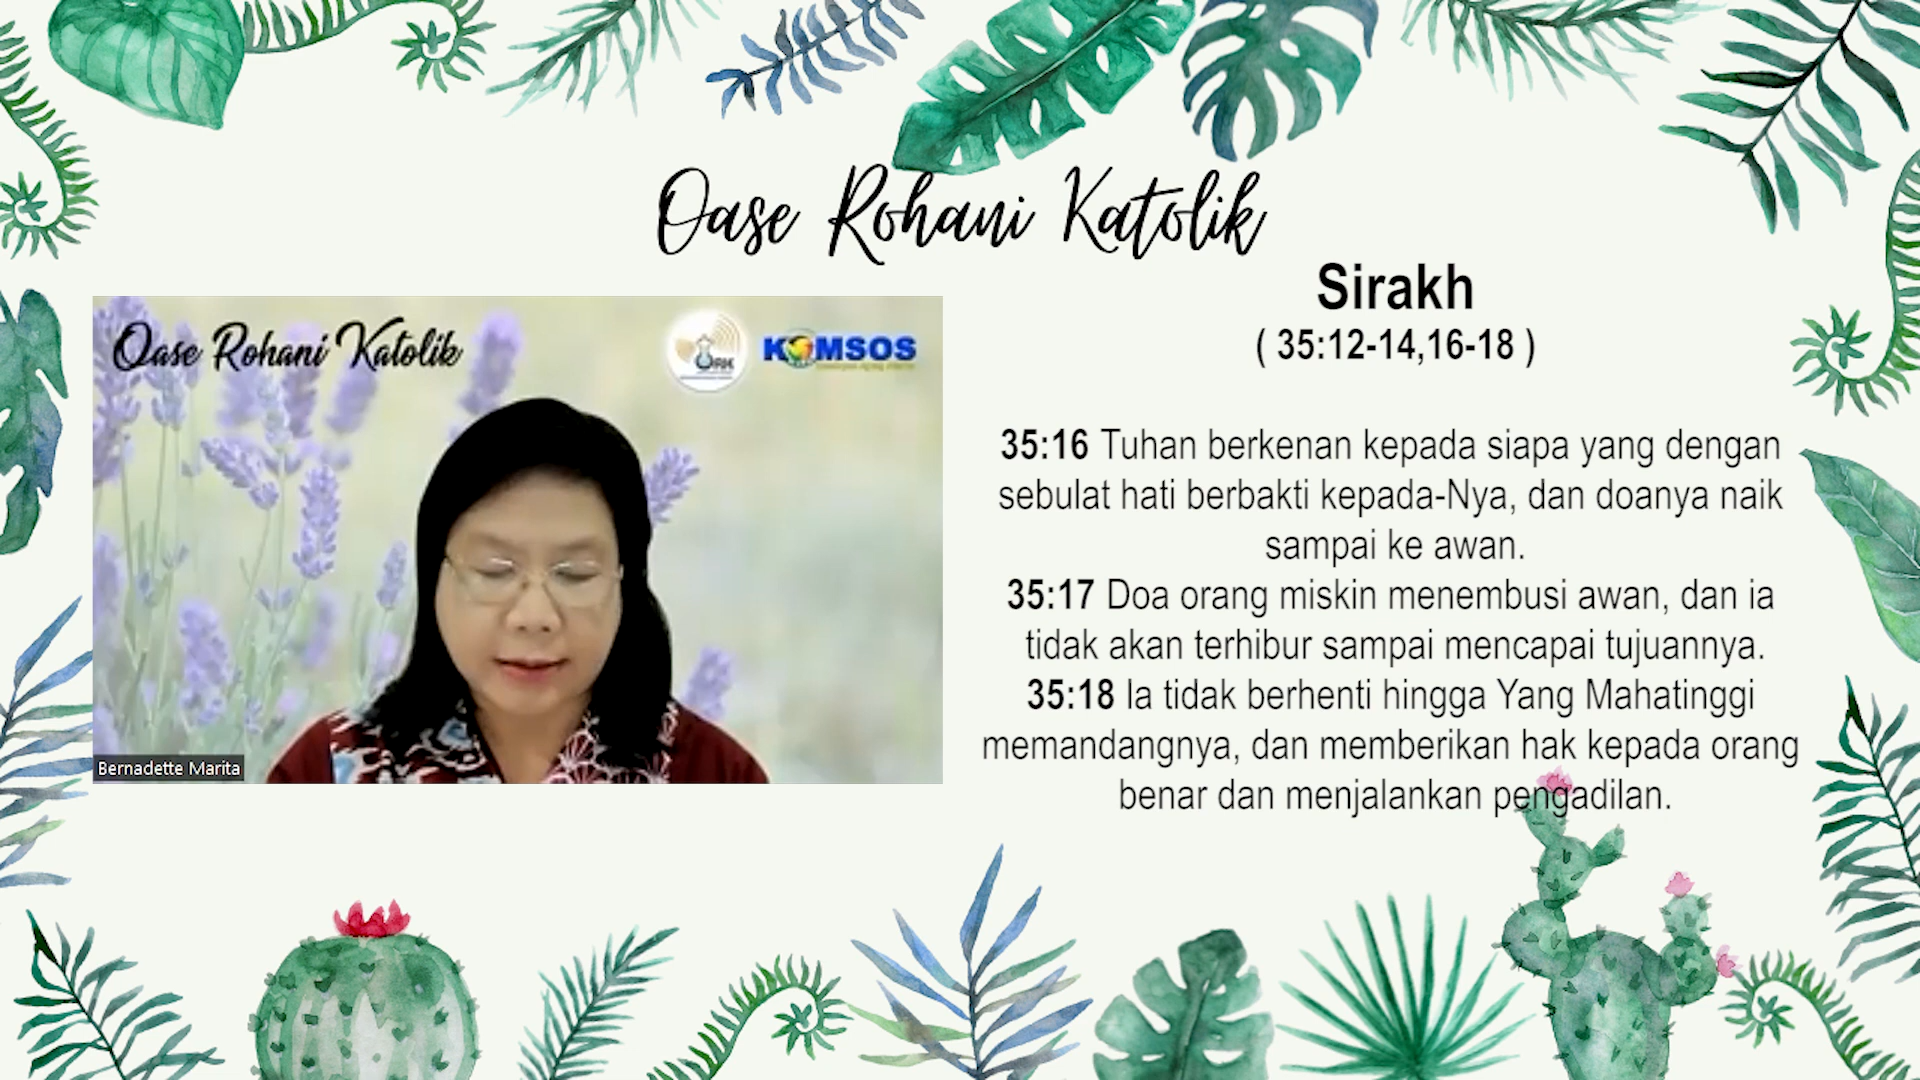 Oase Rohani Katolik
Oase Rohani Katolik
KOMSOS
Bernadette Marita
Sirakh
( 35:12-14,16-18 )
35:16 Tuhan berkenan kepada siapa yang dengan
sebulat hati berbakti kepada-Nya, dan doanya naik
sampai ke awan.
35:17 Doa orang miskin menembusi awan, dan ia
tidak akan terhibur sampai mencapai tujuannya.
35:18 Ia tidak berhenti hingga Yang Mahatinggi
memandangnya, dan memberikan hak kepada orang
benar dan menjalankan pengadilan.